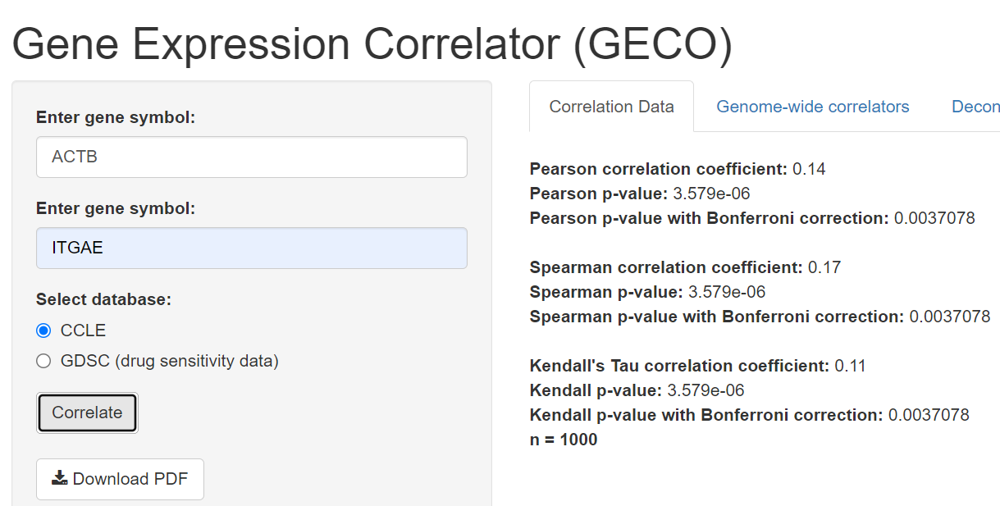 Gene Expression Correlator (GECO)
Enter gene symbol:
ACTB
Enter gene symbol:
ITGAE
Select database:
CCLE
GDSC (drug sensitivity data)
Correlate
Download PDF
Correlation Data
Genome-wide correlators
Decon
Pearson correlation coefficient: 0.14
Pearson p-value: 3.579e-06
Pearson p-value with Bonferroni correction: 0.0037078
Spearman correlation coefficient: 0.17
Spearman p-value: 3.579e-06
Spearman p-value with Bonferroni correction: 0.0037078
Kendall's Tau correlation coefficient: 0.11
Kendall p-value: 3.579e-06
Kendall p-value with Bonferroni correction: 0.0037078
n = 1000